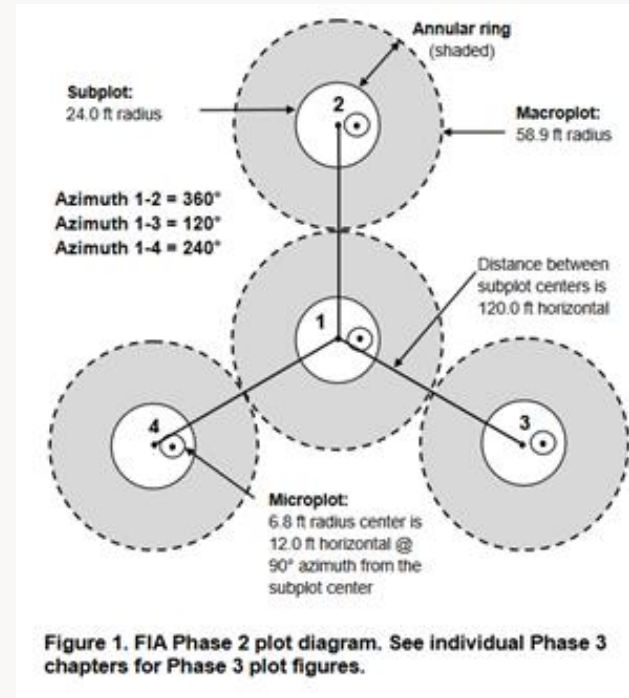 Annular ring
(shaded)
Subplot:
24.0 ft radius
2
Macroplot:
58.9 ft radius
Azimuth 1-2 = 360°
Azimuth 1-3 = 120°
Azimuth 1-4 = 240°
Distance between
subplot centers is
120.0 ft horizontal
1
4
3
Microplot:
6.8 ft radius center is
12.0 ft horizontal @
90° azimuth from the
subplot center
Figure 1. FIA Phase 2 plot diagram. See individual Phase 3
chapters for Phase 3 plot figures.